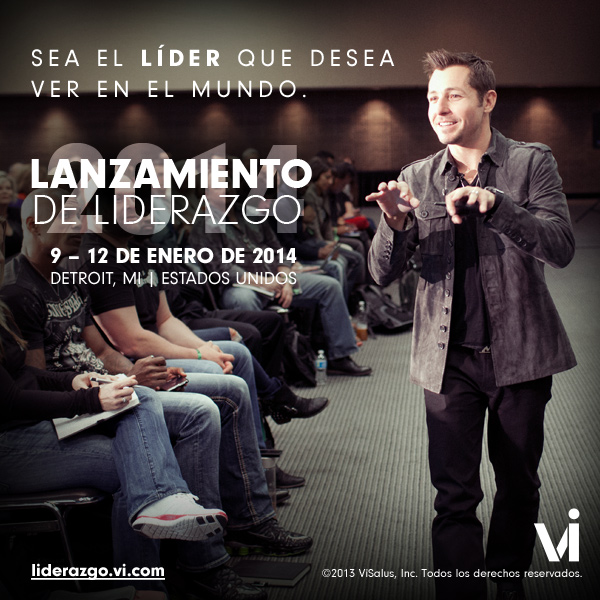 SEA EL LÍDER QUE DESEA
VER EN EL MUNDO.
2014
LANZAMIENTO
DE LIDERAZGO
9 – 12 DE ENERO DE 2014
DETROIT, MI | ESTADOS UNIDOS
vi
liderazgo.vi.com
©2013 ViSalus, Inc. Todos los derechos reservados.